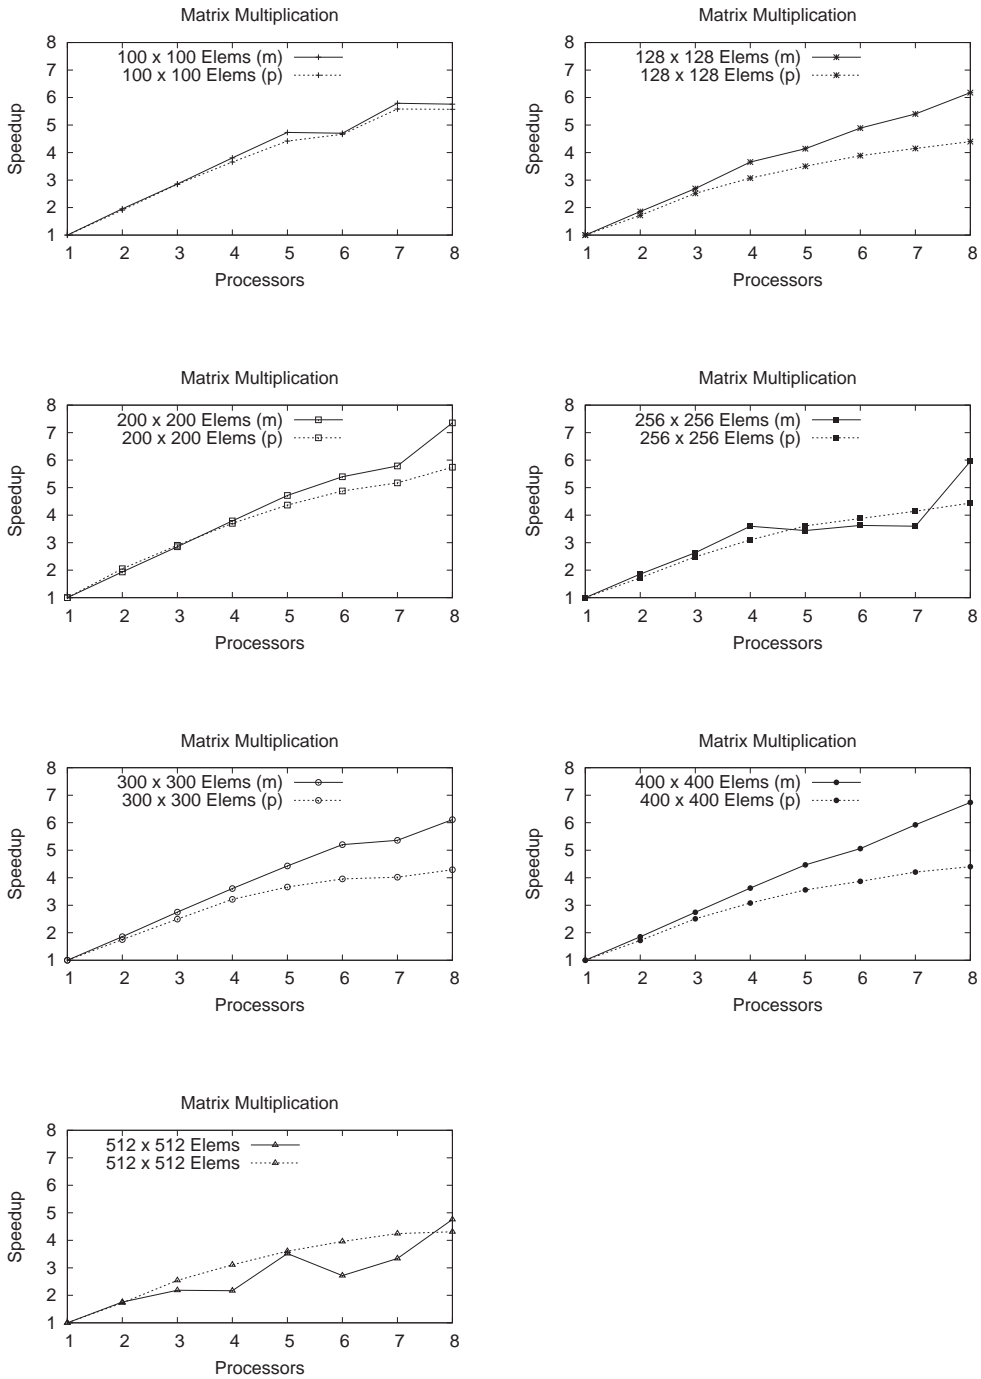 Matrix Multiplication
8
7
6
5
4
3
2
1
Speedup
100 x 100 Elems (m)
100 x 100 Elems (p)
1 2 3 4 5 6 7 8
Processors
Matrix Multiplication
8
7
6
5
4
3
2
1
Speedup
128 x 128 Elems (m)
128 x 128 Elems (p)
1 2 3 4 5 6 7 8
Processors
Matrix Multiplication
8
7
6
5
4
3
2
1
Speedup
200 x 200 Elems (m)
200 x 200 Elems (p)
1 2 3 4 5 6 7 8
Processors
Matrix Multiplication
8
7
6
5
4
3
2
1
Speedup
256 x 256 Elems (m)
256 x 256 Elems (p)
1 2 3 4 5 6 7 8
Processors
Matrix Multiplication
8
7
6
5
4
3
2
1
Speedup
300 x 300 Elems (m)
300 x 300 Elems (p)
1 2 3 4 5 6 7 8
Processors
Matrix Multiplication
8
7
6
5
4
3
2
1
Speedup
400 x 400 Elems (m)
400 x 400 Elems (p)
1 2 3 4 5 6 7 8
Processors
Matrix Multiplication
8
7
6
5
4
3
2
1
Speedup
512 x 512 Elems
512 x 512 Elems
1 2 3 4 5 6 7 8
Processors